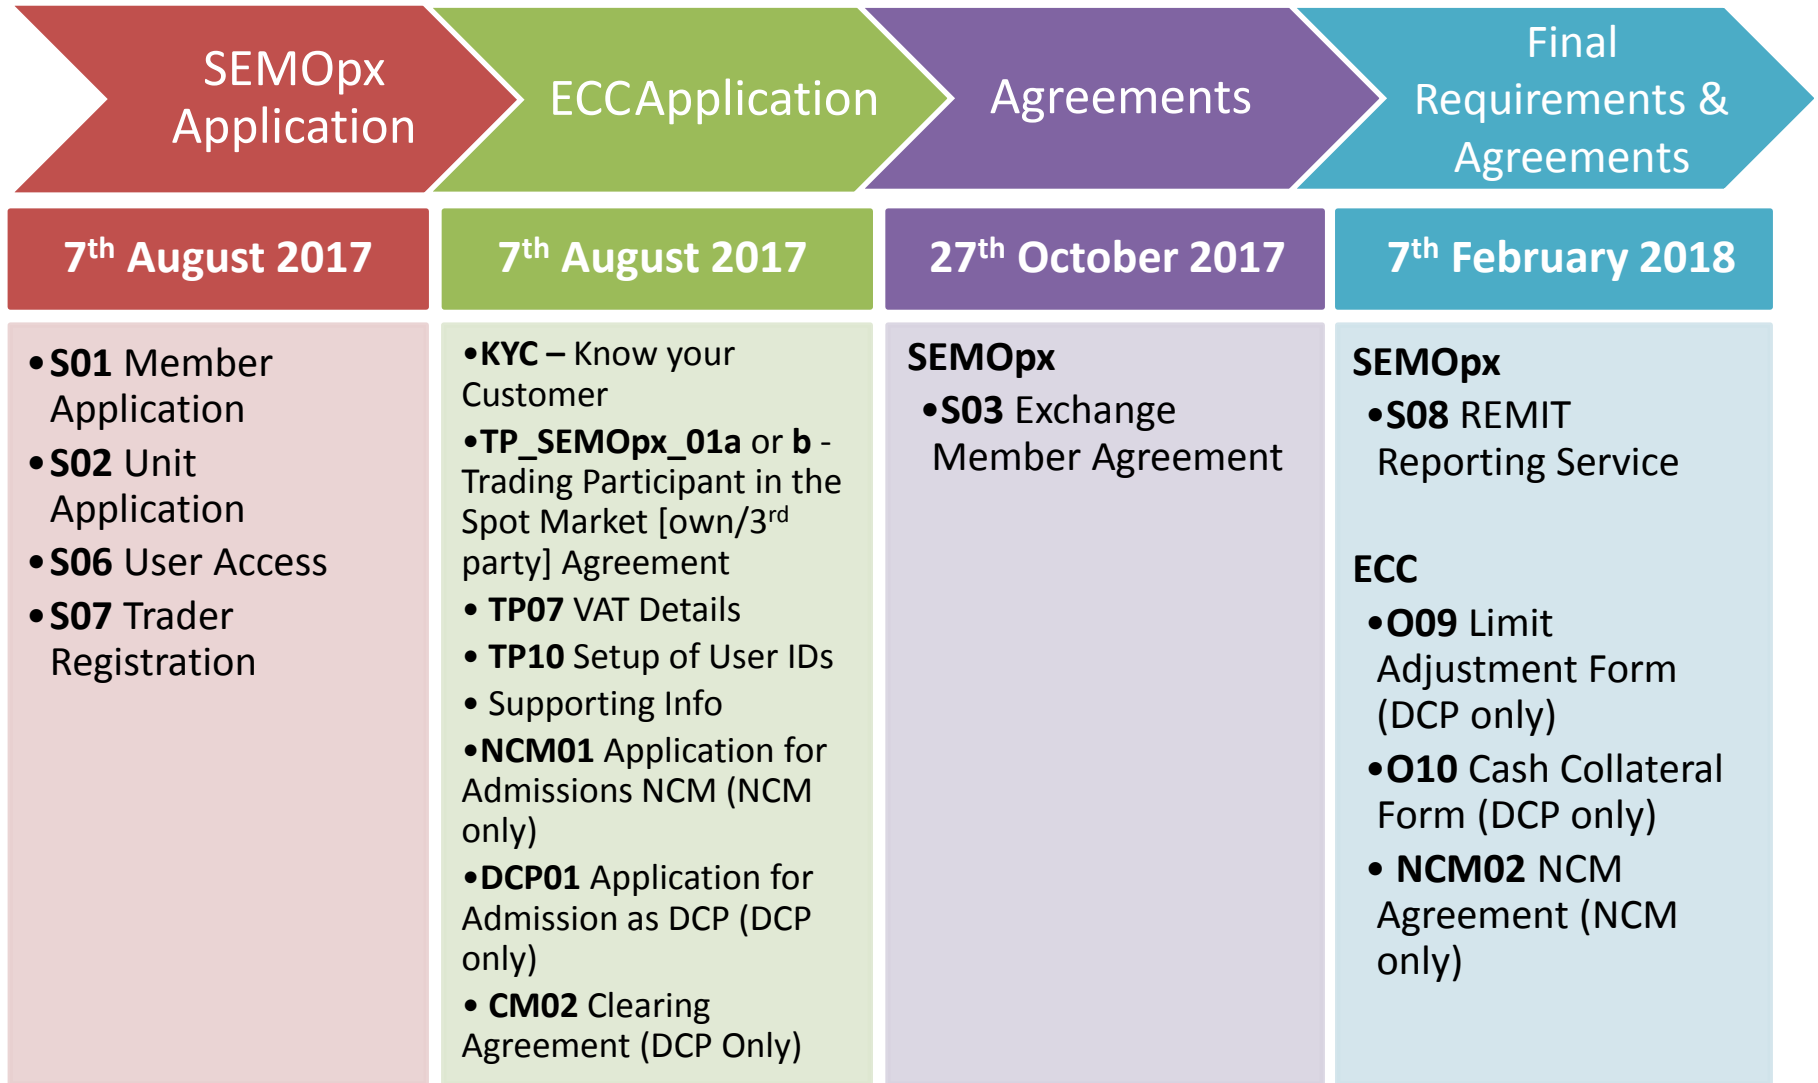 SEMOpx
Application
ECC Application
Agreements
Final
Requirements &
Agreements
7th August 2017
7th August 2017
27th October 2017
7th February 2018
•S01 Member
Application
•S02 Unit
Application
•S06 User Access
•S07 Trader
Registration
•KYC – Know your
Customer
•TP_SEMOpx_01a or b -
Trading Participant in the
Spot Market [own/3rd
party] Agreement
• TP07 VAT Details
• TP10 Setup of User IDs
• Supporting Info
•NCM01 Application for
Admissions NCM (NCM
only)
•DCP01 Application for
Admission as DCP (DCP
only)
• CM02 Clearing
Agreement (DCP Only)
SEMOpx
•S03 Exchange
Member Agreement
SEMOpx
•S08 REMIT
Reporting Service
ECC
•O09 Limit
Adjustment Form
(DCP only)
•O10 Cash Collateral
Form (DCP only)
• NCM02 NCM
Agreement (NCM
only)